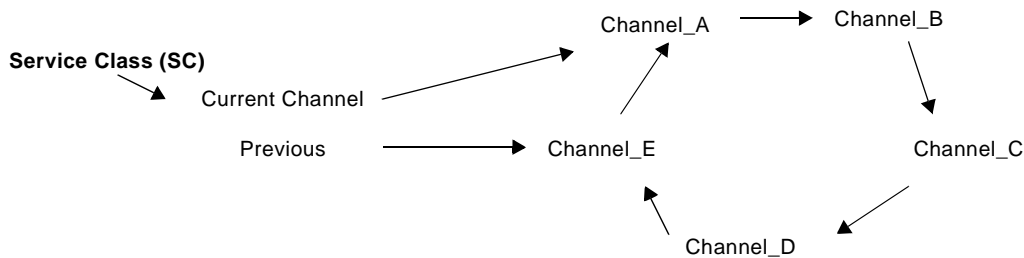 Channel_A
Channel_B
Service Class (SC)
Current Channel
Previous
Channel_E
Channel_C
Channel_D